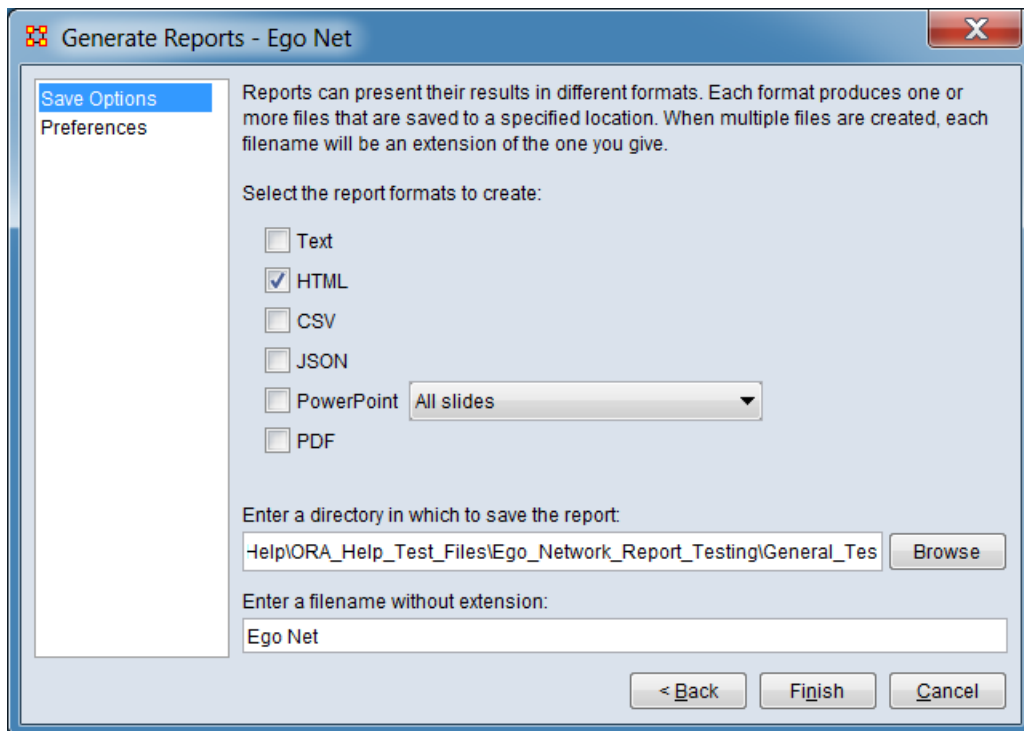 Generate Reports - Ego Net
Save Options
Preferences
Reports can present their results in different formats. Each format produces one or
more files that are saved to a specified location. When multiple files are created, each
filename will be an extension of the one you give.
Select the report formats to create:
Text
HTML
CSV
JSON
PowerPoint All slides
PDF
Enter a directory in which to save the report:
Help\ORA_Help_Test_Files\Ego_Network_Report_Testing\General_Tes Browse
Enter a filename without extension:
Ego Net
< Back Finish Cancel